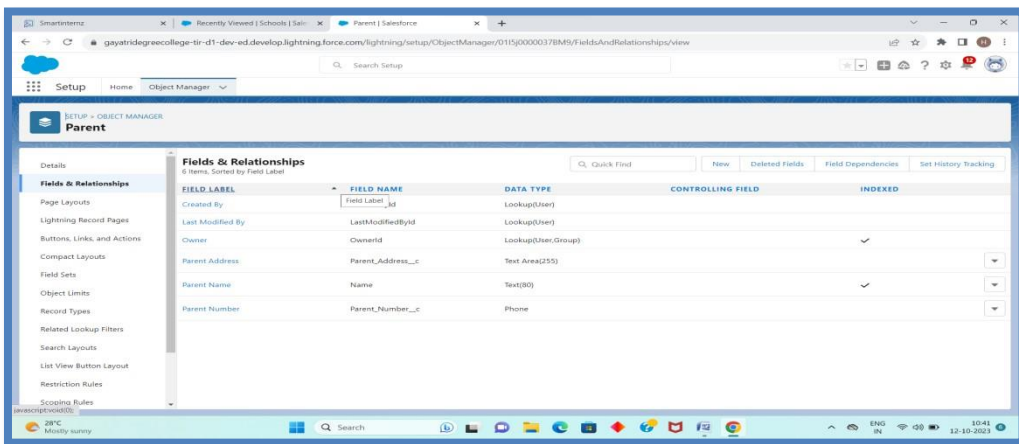 Smartinternz
Recently Viewed | Schools | Sale
Parent | Salesforce
gayatridegreecollege-tir-d1-dev-ed.develop.lightning.force.com/lightning/setup/ObjectManager/01I5j0000037BM9/FieldsAndRelationships/view
H
Search Setup
12
Setup Home Object Manager
SETUP > OBJECT MANAGER
Parent
Details
Fields & Relationships
Page Layouts
Lightning Record Pages
Buttons, Links, and Actions
Compact Layouts
Field Sets
Object Limits
Record Types
Related Lookup Filters
Search Layouts
List View Button Layout
Restriction Rules
Scoping Rules
Fields & Relationships
6 Items, Sorted by Field Label
Quick Find New Deleted Fields Field Dependencies Set History Tracking
FIELD LABEL FIELD NAME DATA TYPE CONTROLLING FIELD INDEXED
Field Label
Created By Lookup(User)
Last Modified By LastModifiedById Lookup(User)
Owner OwnerId Lookup(User,Group)
Parent Address Parent_Address__c Text Area(255)
Parent Name Name Text(80)
Parent Number Parent_Number__c Phone
javascript:void(0);
28°C
Mostly sunny
Search
ENG
IN
10:41
12-10-2023